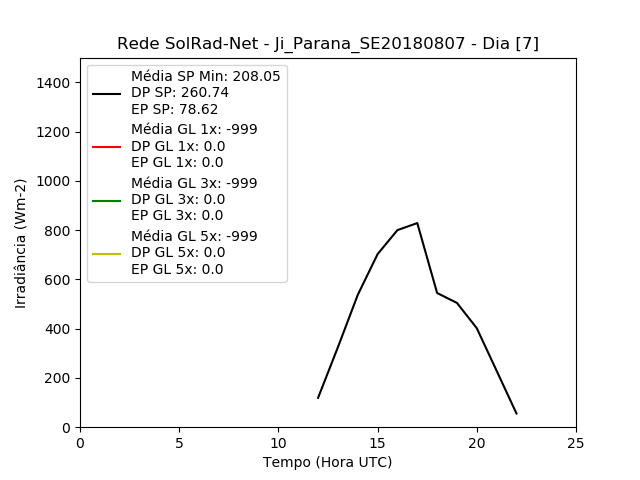 Rede SolRad-Net - Ji_Parana_SE20180807 - Dia [7]
Média SP Min: 208.05
DP SP: 260.74
EP SP: 78.62
Média GL 1x: -999
DP GL 1x: 0.0
EP GL 1x: 0.0
Média GL 3x: -999
DP GL 3x: 0.0
EP GL 3x: 0.0
Média GL 5x: -999
DP GL 5x: 0.0
EP GL 5x: 0.0
Irradiância (Wm-2)
1400
1200
1000
800
600
400
200
0
0 5 10 15 20 25
Tempo (Hora UTC)